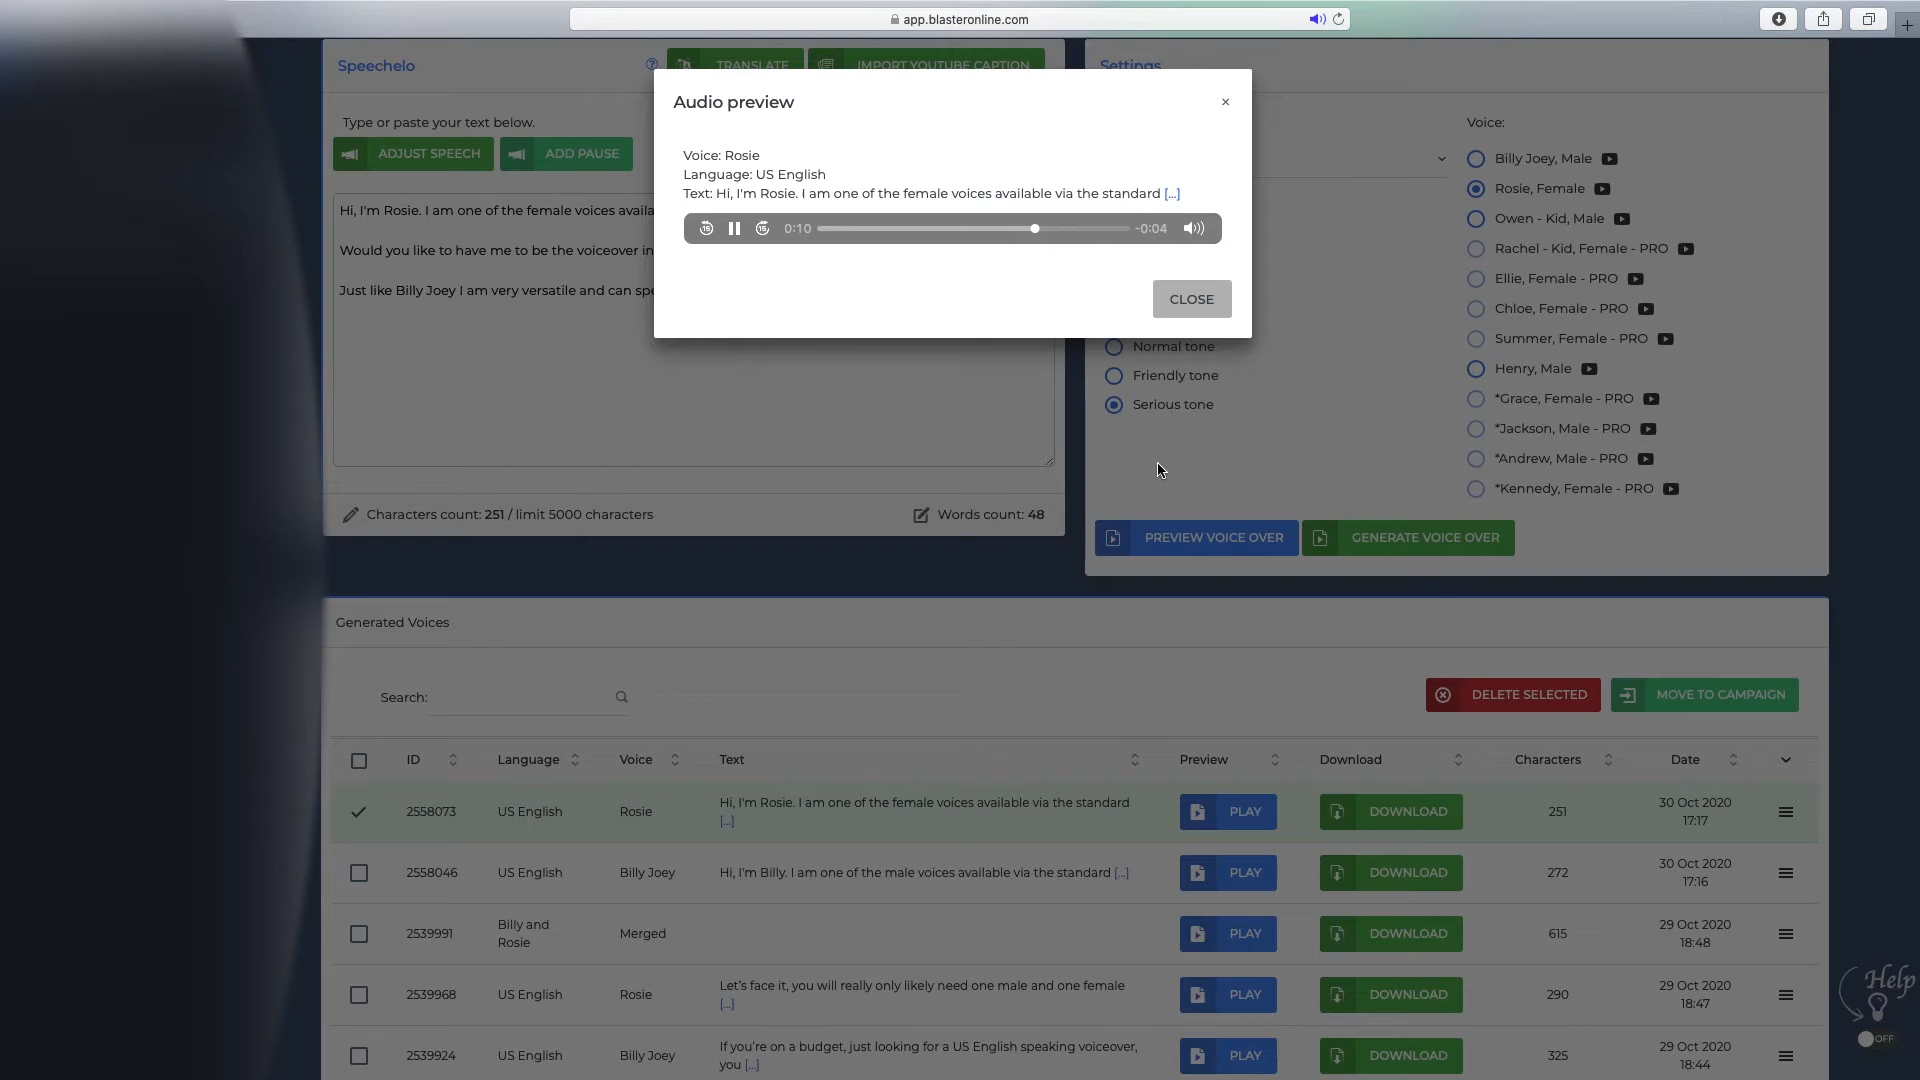 app.blasteronline.com
Speechelo
TRANSLATE
IMPORT YOUTUBE CAPTION
Settings
Type or paste your text below.
ADJUST SPEECH
ADD PAUSE
Hi, I'm Rosie. I am one of the female voices availa
Would you like to have me to be the voiceover in
Just like Billy Joey I am very versatile and can spe
Characters count: 251 / limit 5000 characters
Words count: 48
Audio preview
×
Voice: Rosie
Language: US English
Text: Hi, I'm Rosie. I am one of the female voices available via the standard [...]
15
15
0:10
-0:04
CLOSE
Normal tone
Friendly tone
Serious tone
Voice:
Billy Joey, Male
Rosie, Female
Owen - Kid, Male
Rachel - Kid, Female - PRO
Ellie, Female - PRO
Chloe, Female - PRO
Summer, Female - PRO
Henry, Male
*Grace, Female - PRO
*Jackson, Male - PRO
*Andrew, Male - PRO
*Kennedy, Female - PRO
PREVIEW VOICE OVER
GENERATE VOICE OVER
Generated Voices
Search:
DELETE SELECTED
MOVE TO CAMPAIGN
ID Language Voice Text Preview Download Characters Date
2558073 US English Rosie Hi, I'm Rosie. I am one of the female voices available via the standard [...] PLAY DOWNLOAD 251 30 Oct 2020 17:17
2558046 US English Billy Joey Hi, I'm Billy. I am one of the male voices available via the standard [...] PLAY DOWNLOAD 272 30 Oct 2020 17:16
2539991 Billy and Rosie Merged PLAY DOWNLOAD 615 29 Oct 2020 18:48
2539968 US English Rosie Let's face it, you will really only likely need one male and one female [...] PLAY DOWNLOAD 290 29 Oct 2020 18:47
2539924 US English Billy Joey If you're on a budget, just looking for a US English speaking voiceover, you [...] PLAY DOWNLOAD 325 29 Oct 2020 18:44
Help
OFF